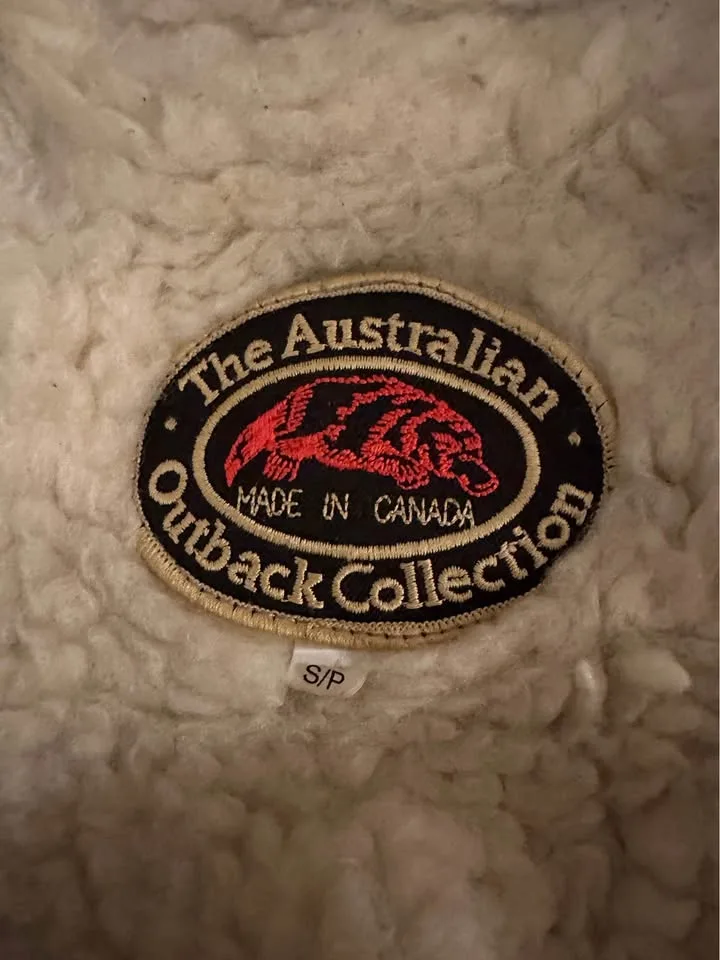 The Australian
MADE IN CANADA
Outback Collection
S/P